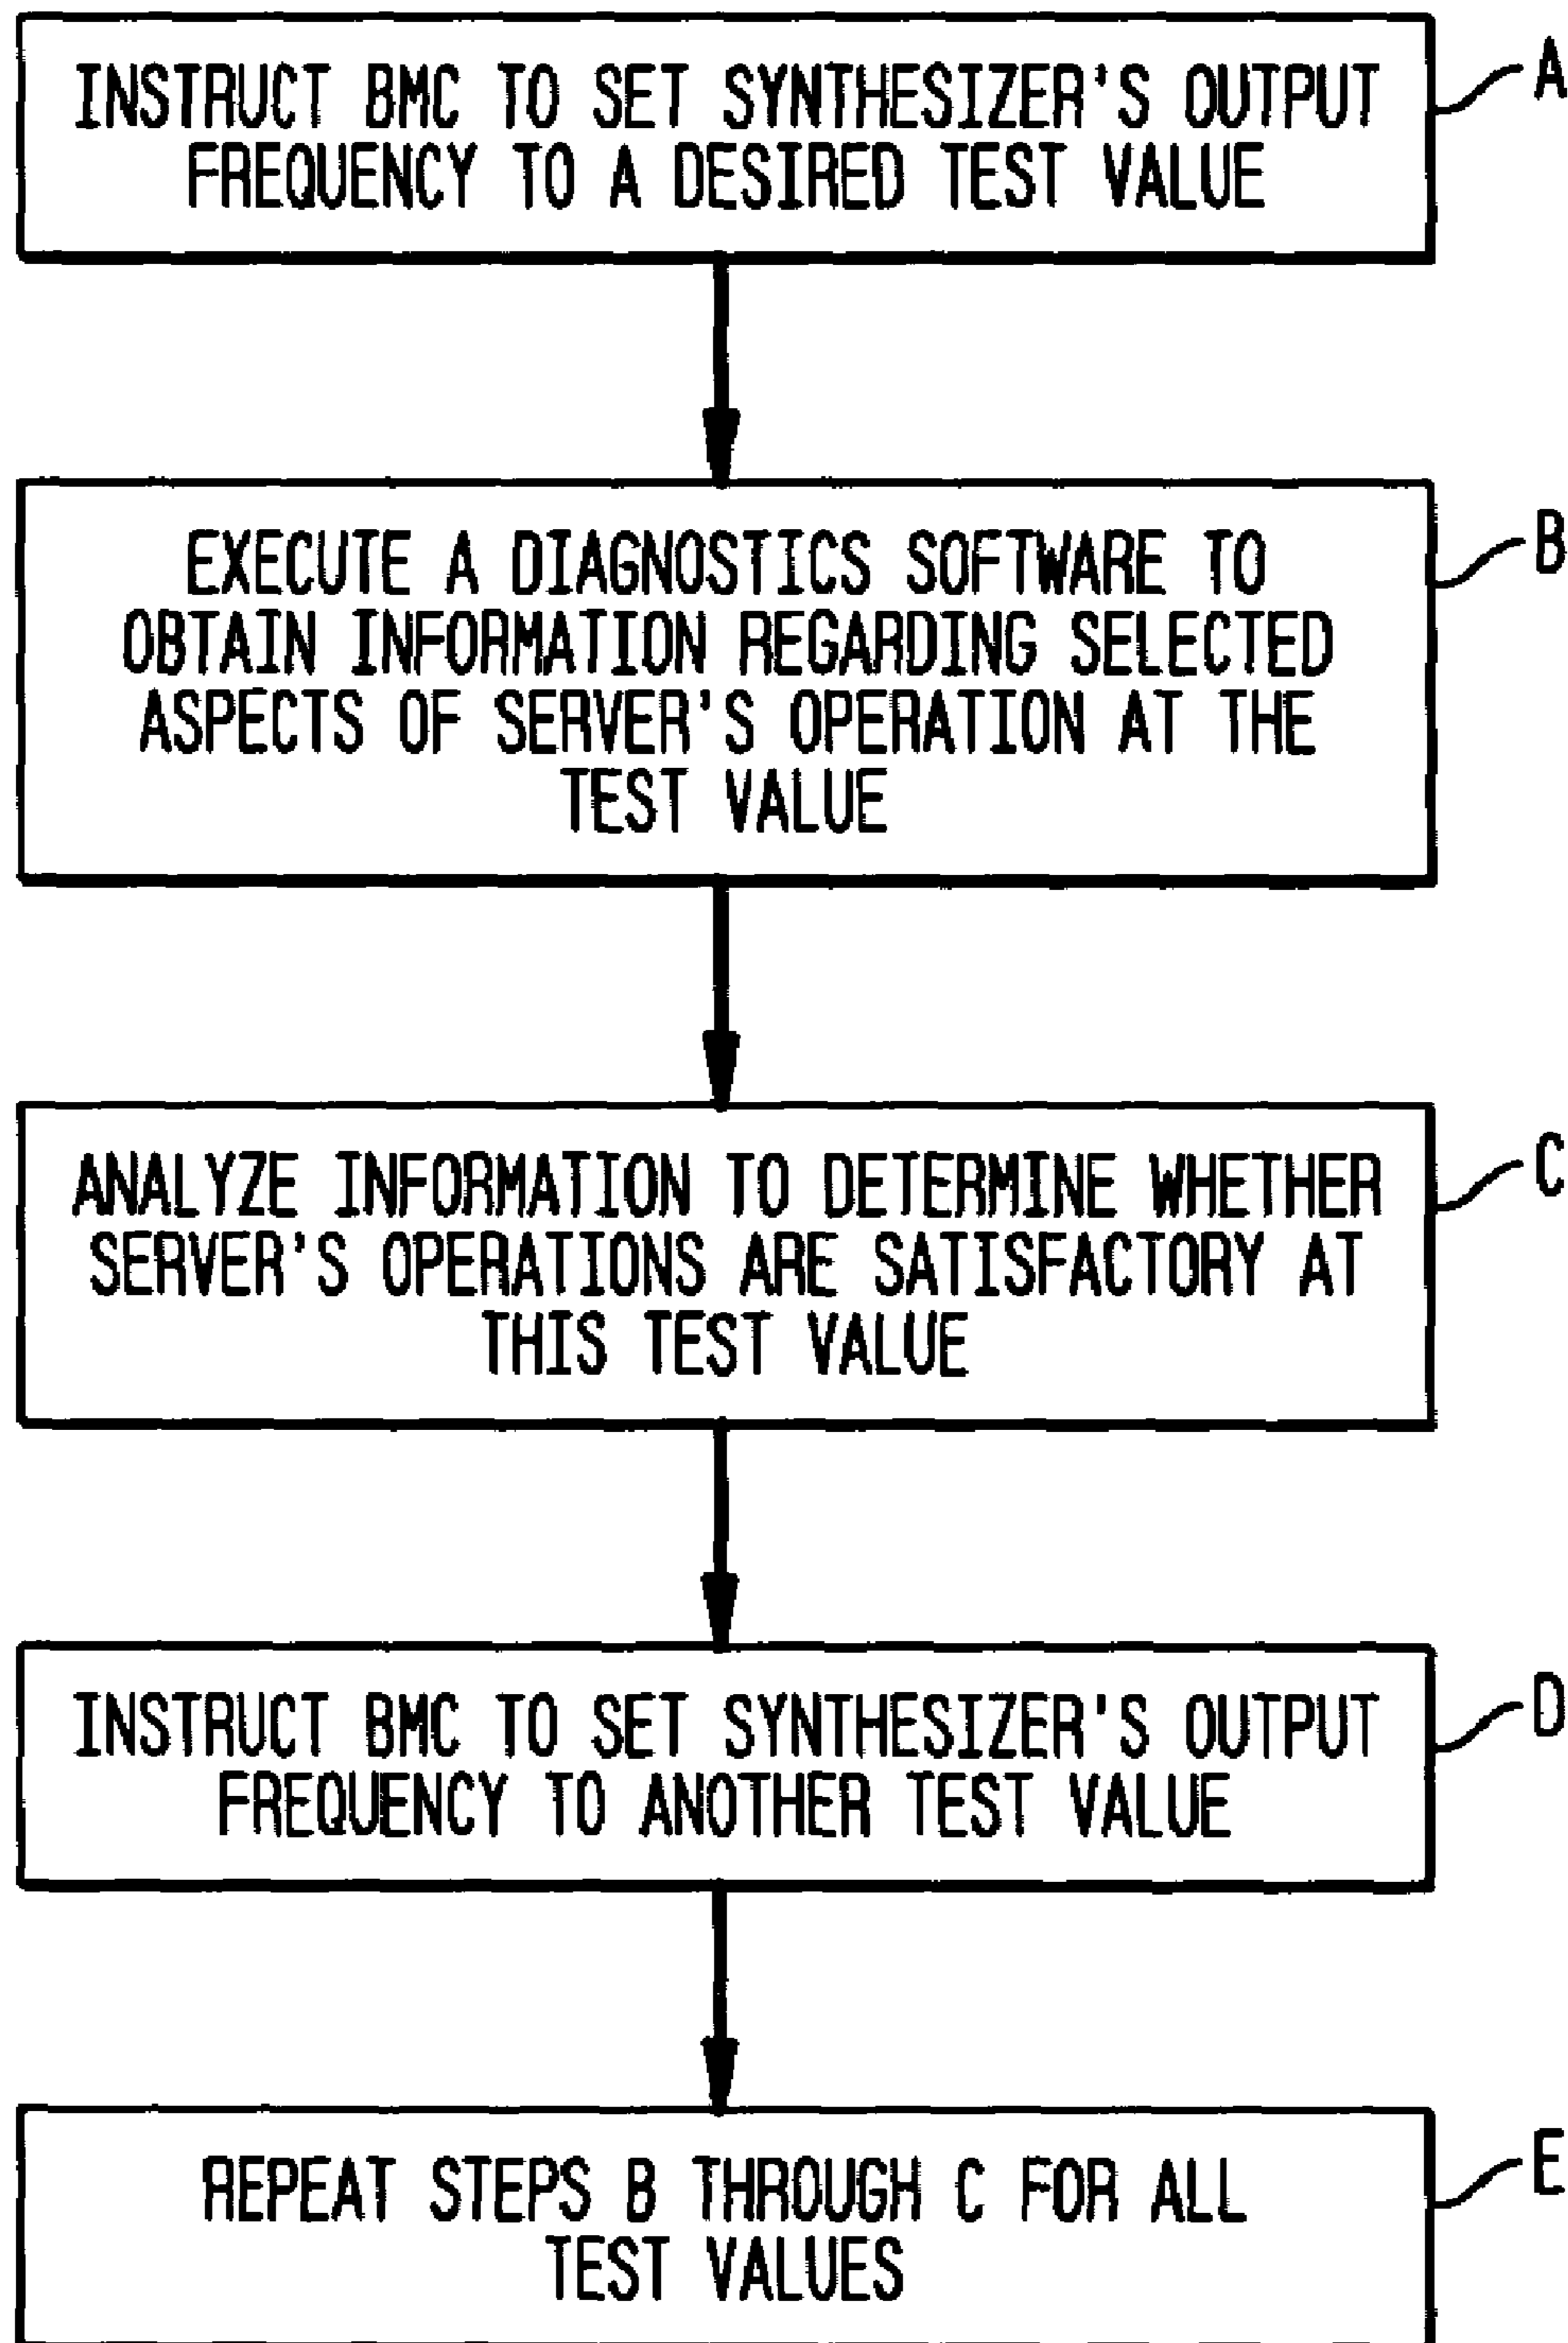 INSTRUCT BMC TO SET SYNTHESIZER'S OUTPUT
FREQUENCY TO A DESIRED TEST VALUE
A
EXECUTE A DIAGNOSTICS SOFTWARE TO
OBTAIN INFORMATION REGARDING SELECTED
ASPECTS OF SERVER'S OPERATION AT THE
TEST VALUE
B
ANALYZE INFORMATION TO DETERMINE WHETHER
SERVER'S OPERATIONS ARE SATISFACTORY AT
THIS TEST VALUE
C
INSTRUCT BMC TO SET SYNTHESIZER'S OUTPUT
FREQUENCY TO ANOTHER TEST VALUE
D
REPEAT STEPS B THROUGH C FOR ALL
TEST VALUES
E